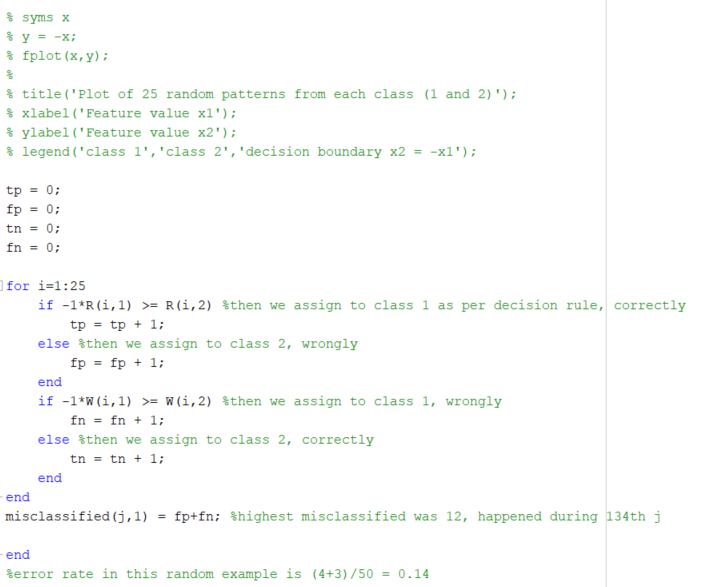 % syms x
% y = -x;
% fplot(x,y);
%
% title('Plot of 25 random patterns from each class (1 and 2)');
% xlabel('Feature value x1');
% ylabel('Feature value x2');
% legend('class 1','class 2','decision boundary x2 = -x1');
tp = 0;
fp = 0;
tn = 0;
fn = 0;
for i=1:25
if -1*R(i,1) >= R(i,2) %then we assign to class 1 as per decision rule, correctly
tp = tp + 1;
else %then we assign to class 2, wrongly
fp = fp + 1;
end
if -1*W(i,1) >= W(i,2) %then we assign to class 1, wrongly
fn = fn + 1;
else %then we assign to class 2, correctly
tn = tn + 1;
end
end
misclassified(j,1) = fp+fn; %highest misclassified was 12, happened during 134th j
end
%error rate in this random example is (4+3)/50 = 0.14